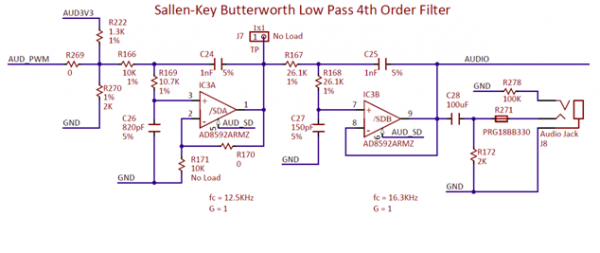 Sallen-Key Butterworth Low Pass 4th Order Filter
AUD3V3
R222
1.3K
1%
1x1
J7
1
No Load
TP
AUD_PWM
R269
0
R166
10K
1%
C24
1nF
5%
R167
26.1K
1%
C25
1nF
5%
AUDIO
R169
10.7K
1%
R168
26.1K
1%
R270
1%
2K
IC3A
3
+
2
-
1
/SDA
5
AUD_SD
AD8592ARMZ
IC3B
7
+
8
-
9
/SDB
6
AUD_SD
AD8592ARMZ
C26
820pF
5%
C27
150pF
5%
C28
100uF
GND
R278
100K
R271
PRG18BB330
Audio Jack
J8
GND
R171
10K
No Load
R170
0
R172
2K
GND
GND
GND
fc = 12.5KHz
G = 1
fc = 16.3KHz
G = 1